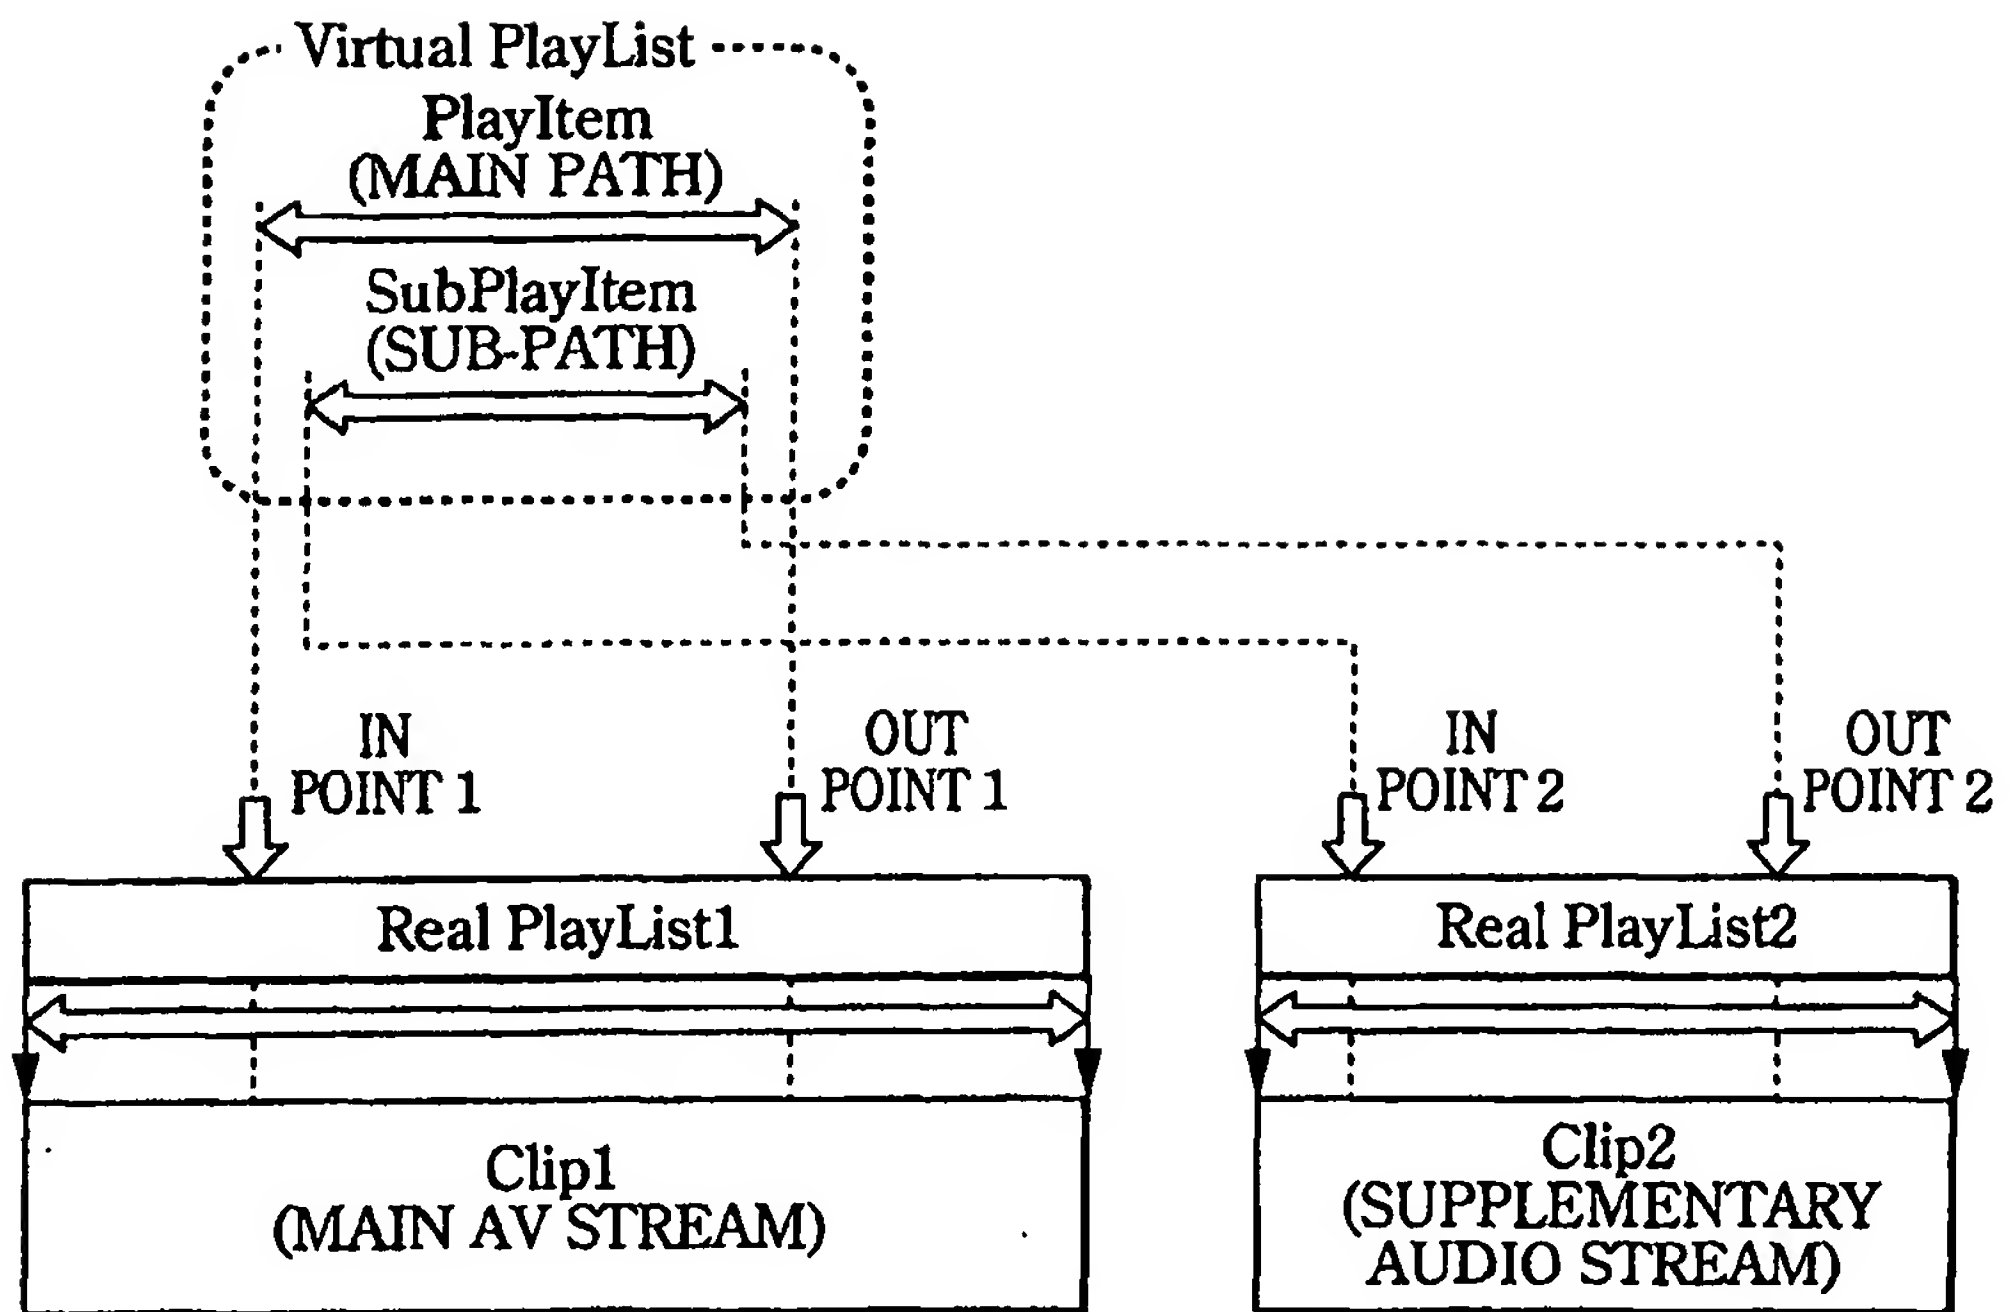 Virtual PlayList
PlayItem
(MAIN PATH)
SubPlayItem
(SUB-PATH)
IN
POINT 1
OUT
POINT 1
IN
POINT 2
OUT
POINT 2
Real PlayList1
Real PlayList2
Clip1
(MAIN AV STREAM)
Clip2
(SUPPLEMENTARY
AUDIO STREAM)